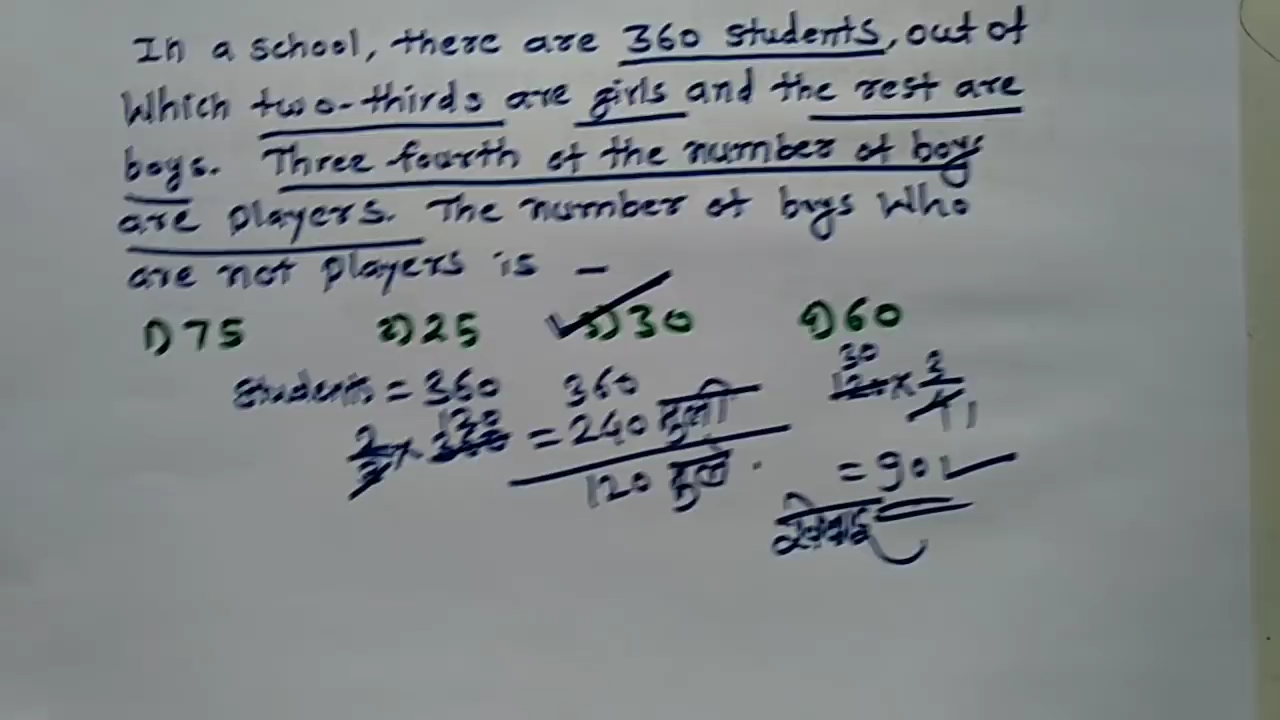 In a school, there are 360 students, out of
Which two-thirds are girls and the rest are
boys. Three fourth of the number of boys
are players. The number of boys Who
are not players is –
1) 75 2) 25 3) 30 4) 60
Students = 360 360
2/3 × 360 120 = 240 मुली
120 मुले.
30
120 × 3/4 1
= 90 ✓
खेळाडू